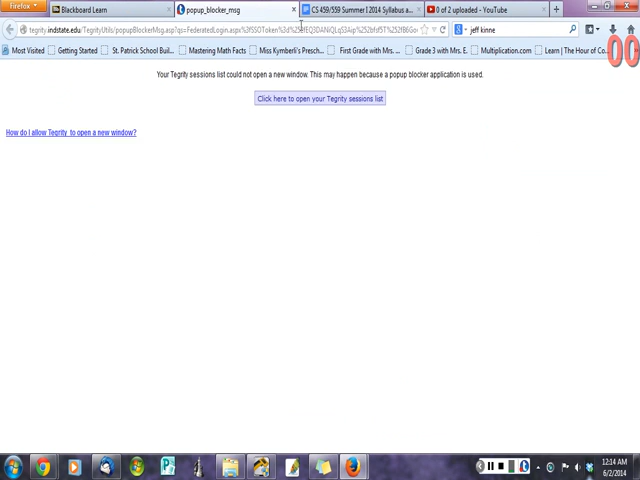 Firefox
Blackboard Learn
popup_blocker_msg
CS 459/559 Summer I 2014 Syllabus a...
0 of 2 uploaded - YouTube
jeff kinne
Most Visited
Getting Started
St. Patrick School Buil...
Mastering Math Facts
Miss Kymberli's Presch...
First Grade with Mrs. ...
Grade 3 with Mrs. E.
Multiplication.com
Learn | The Hour of Co...
00
Your Tegrity sessions list could not open a new window. This may happen because a popup blocker application is used.
Click here to open your Tegrity sessions list
How do I allow Tegrity to open a new window?
12:14 AM
6/2/2014